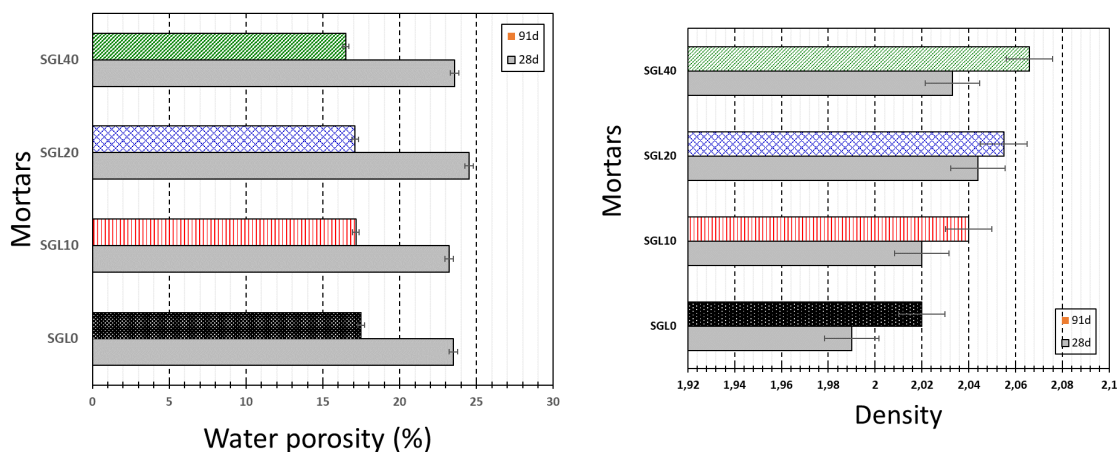 91d
28d
SGL40
SGL20
SGL10
SGL0
Mortars
0 5 10 15 20 25 30
Water porosity (%)
SGL40
SGL20
SGL10
SGL0
Mortars
91d
28d
1,92 1,94 1,96 1,98 2 2,02 2,04 2,06 2,08 2,1
Density